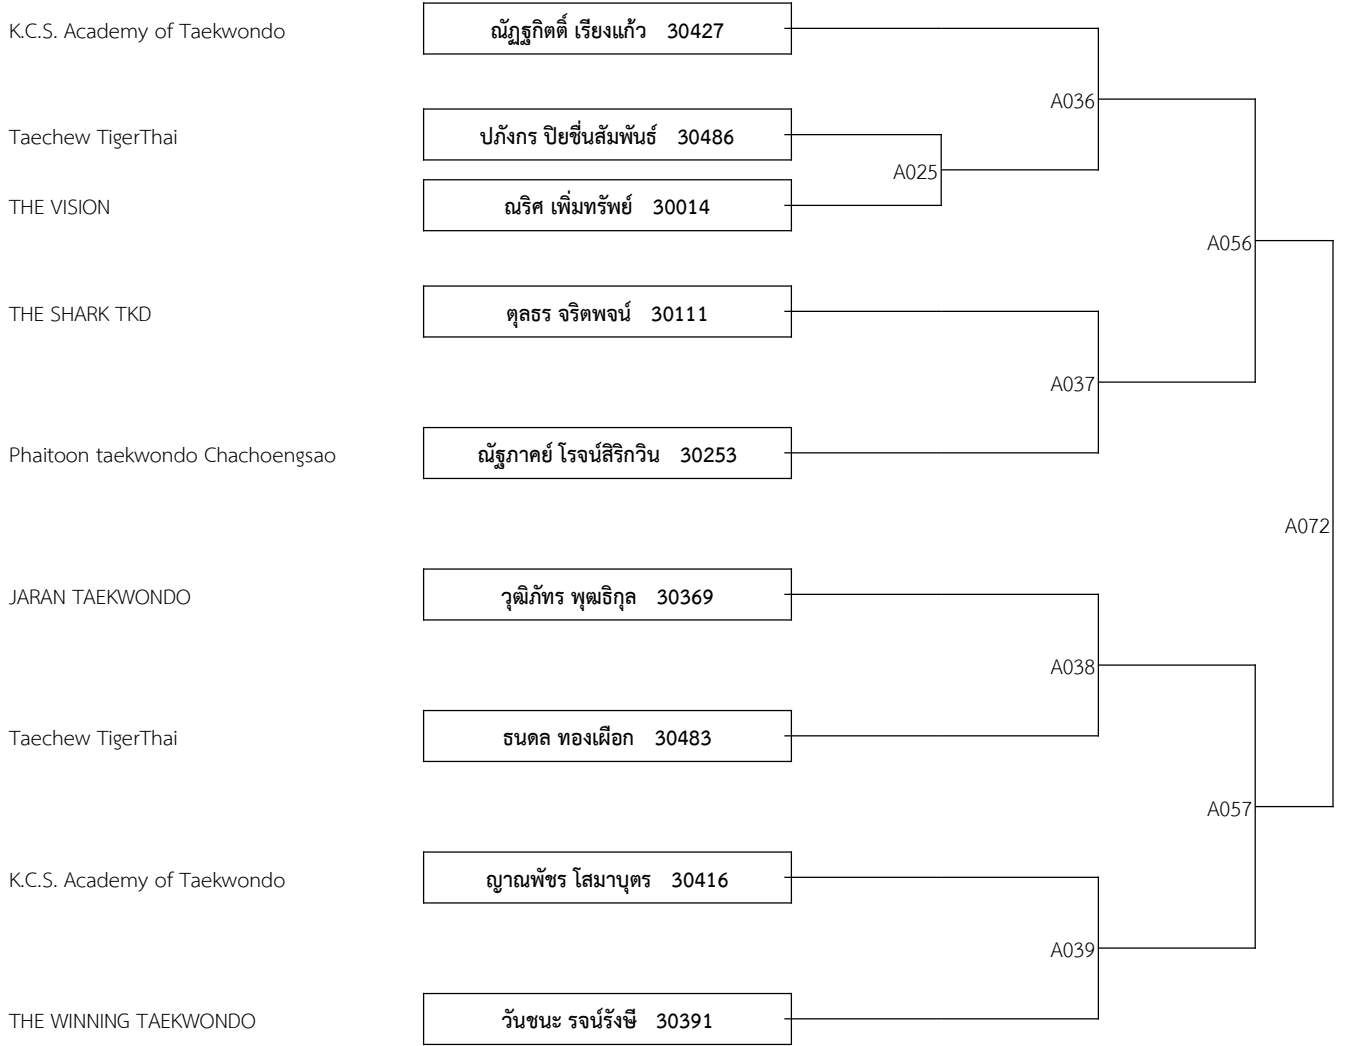 K.C.S. Academy of Taekwondo ณัฏฐกิตติ์ เรียงแก้ว 30427
A036
Taechew TigerThai ปภังกร ปิยชื่นสัมพันธ์ 30486
A025
THE VISION ณริศ เพิ่มทรัพย์ 30014
A056
THE SHARK TKD ตุลธร จริตพจน์ 30111
A037
Phaitoon taekwondo Chachoengsao ณัฐภาคย์ โรจน์สิริกวิน 30253
A072
JARAN TAEKWONDO วุฒิภัทร พุฒธิกุล 30369
A038
Taechew TigerThai ธนดล ทองเผือก 30483
A057
K.C.S. Academy of Taekwondo ญาณพัชร โสมาบุตร 30416
A039
THE WINNING TAEKWONDO วันชนะ รจน์รังษี 30391